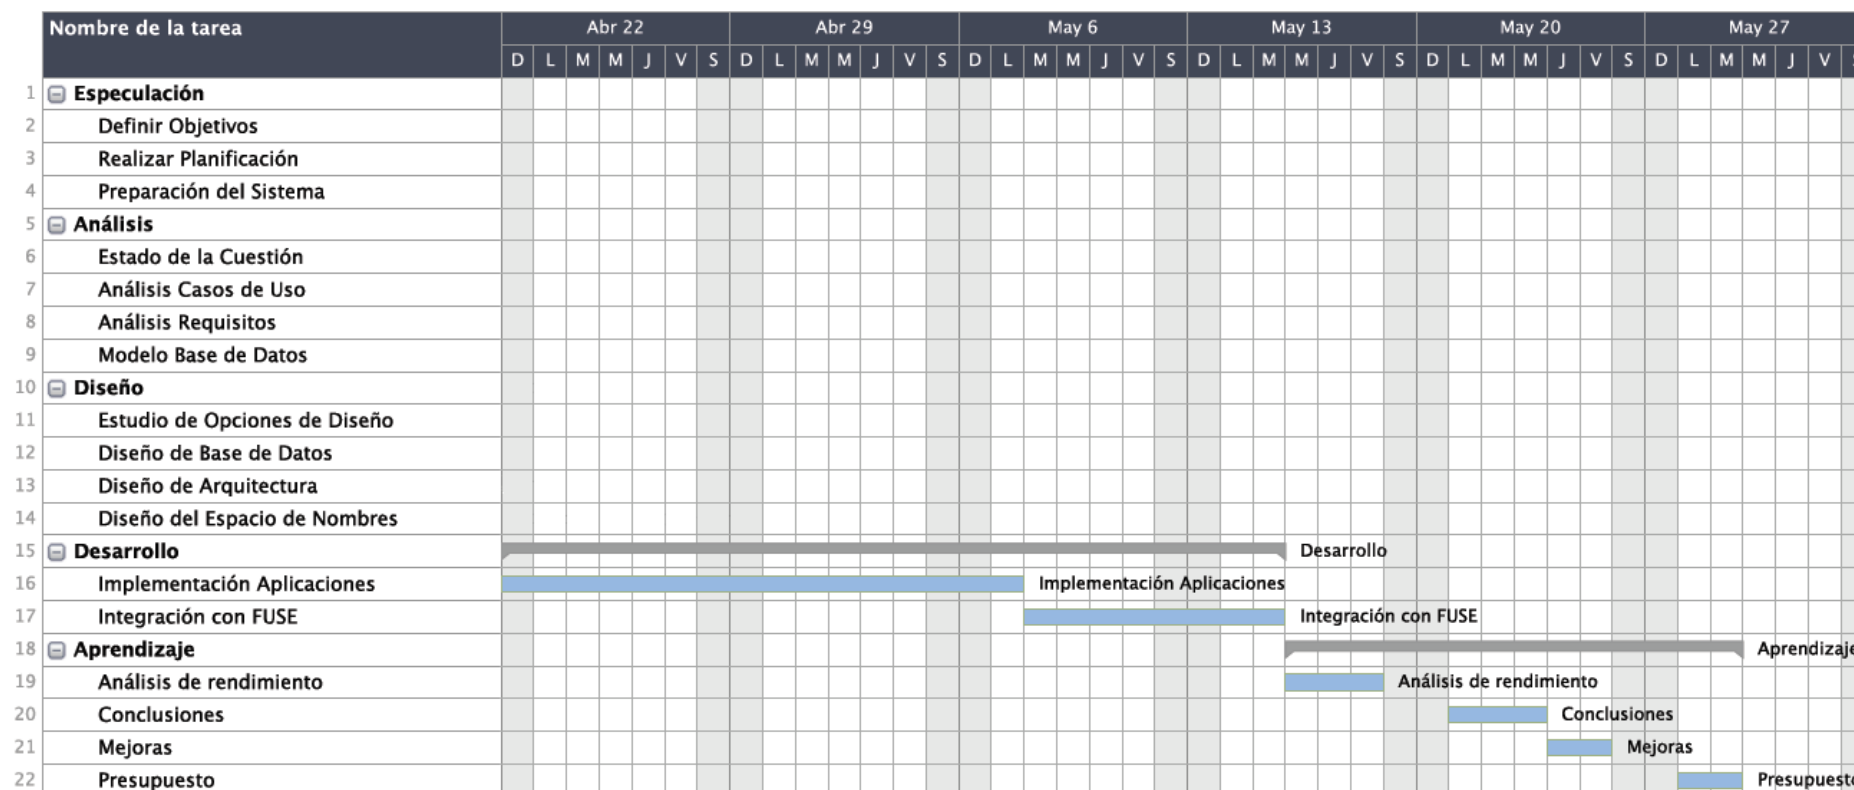 Nombre de la tarea Abr 22 Abr 29 May 6 May 13 May 20 May 27
D L M M J V S D L M M J V S D L M M J V S D L M M J V S D L M M J V S D L M M J V
1 Especulación
2 Definir Objetivos
3 Realizar Planificación
4 Preparación del Sistema
5 Análisis
6 Estado de la Cuestión
7 Análisis Casos de Uso
8 Análisis Requisitos
9 Modelo Base de Datos
10 Diseño
11 Estudio de Opciones de Diseño
12 Diseño de Base de Datos
13 Diseño de Arquitectura
14 Diseño del Espacio de Nombres
15 Desarrollo Desarrollo
16 Implementación Aplicaciones Implementación Aplicaciones
17 Integración con FUSE Integración con FUSE
18 Aprendizaje Aprendizaje
19 Análisis de rendimiento Análisis de rendimiento
20 Conclusiones Conclusiones
21 Mejoras Mejoras
22 Presupuesto Presupuesto